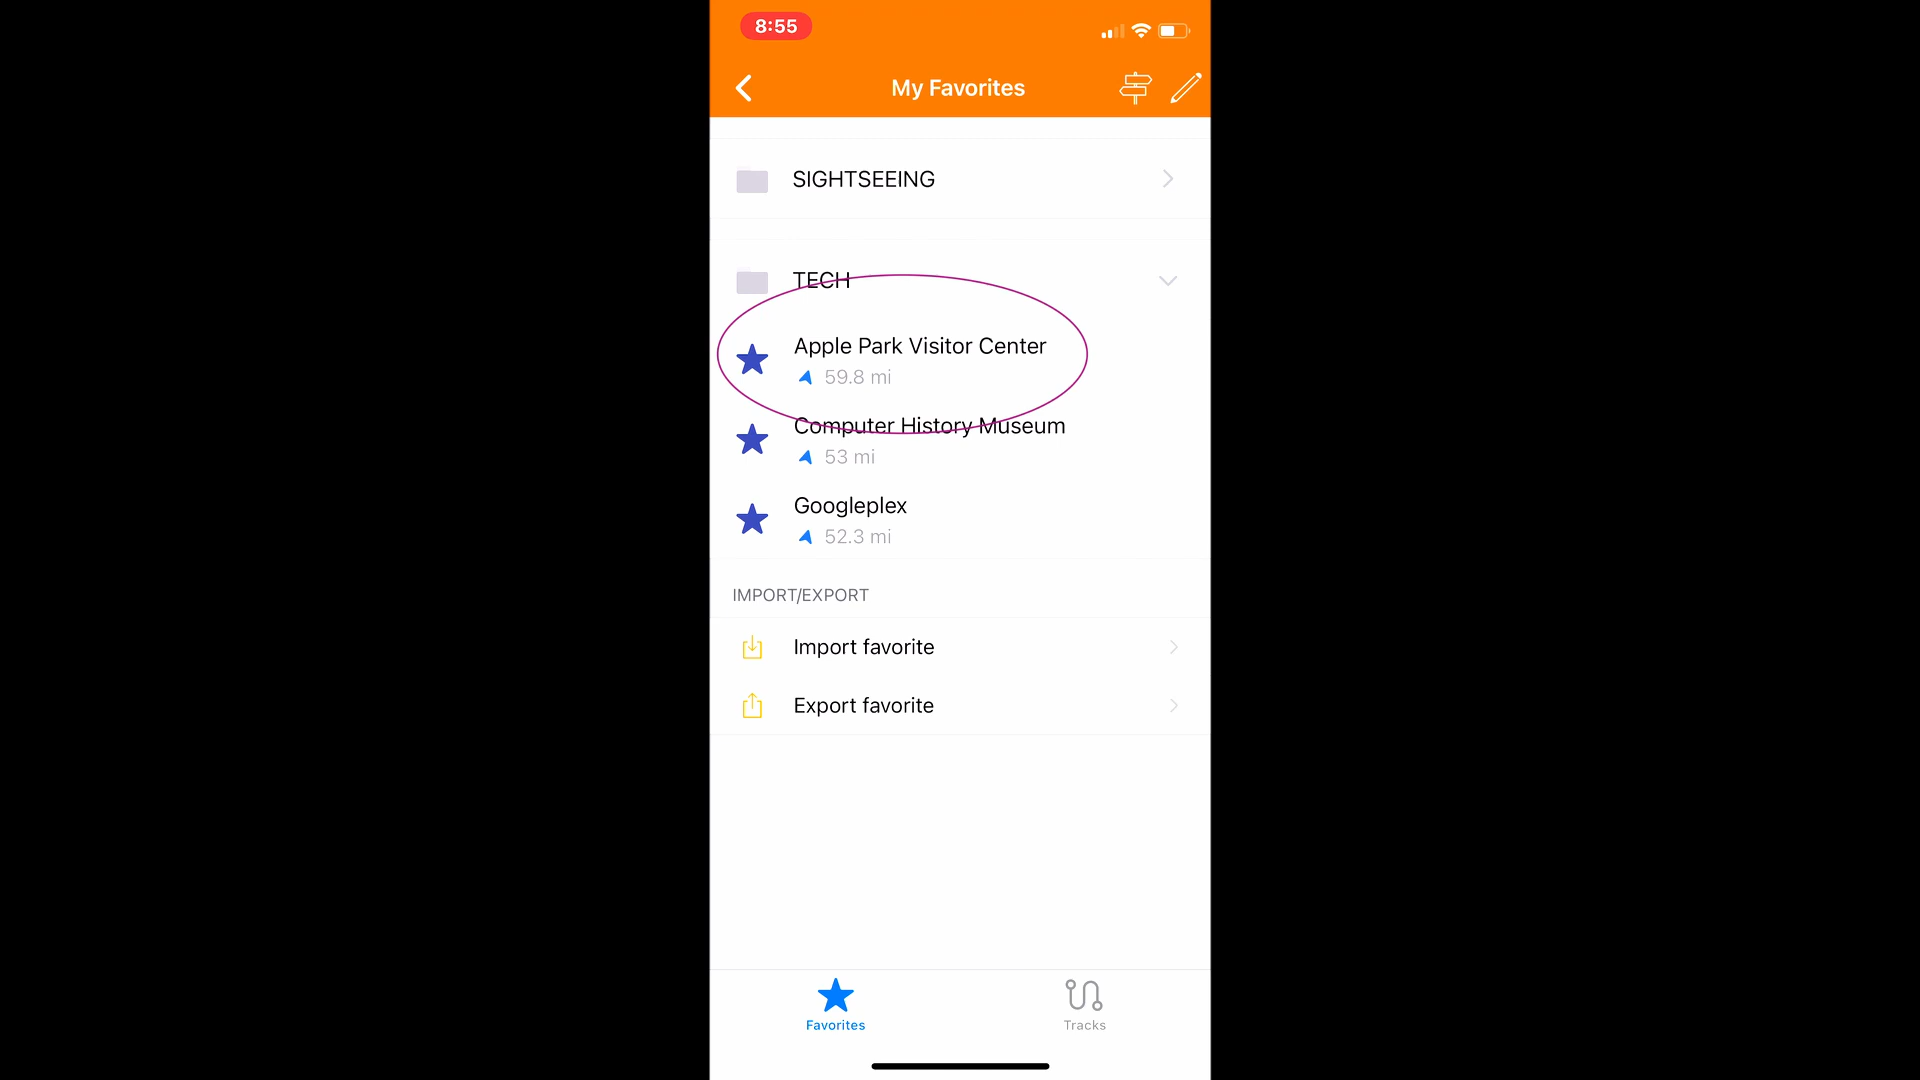 8:55
My Favorites
SIGHTSEEING
TECH
Apple Park Visitor Center
59.8 mi
Computer History Museum
53 mi
Googleplex
52.3 mi
IMPORT/EXPORT
Import favorite
Export favorite
Favorites
Tracks